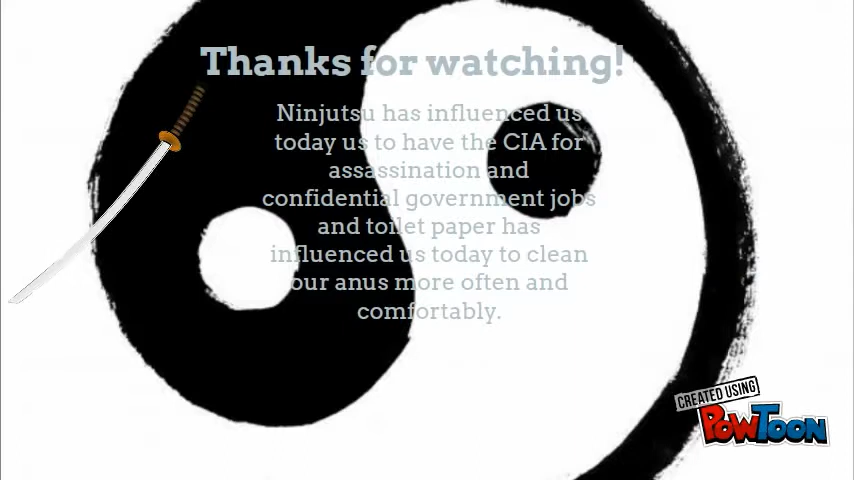 Thanks for watching!
Ninjutsu has influenced us
today us to have the CIA for
assassination and
confidential government jobs
and toilet paper has
influenced us today to clean
our anus more often and
comfortably.
CREATED USING
POWTOON